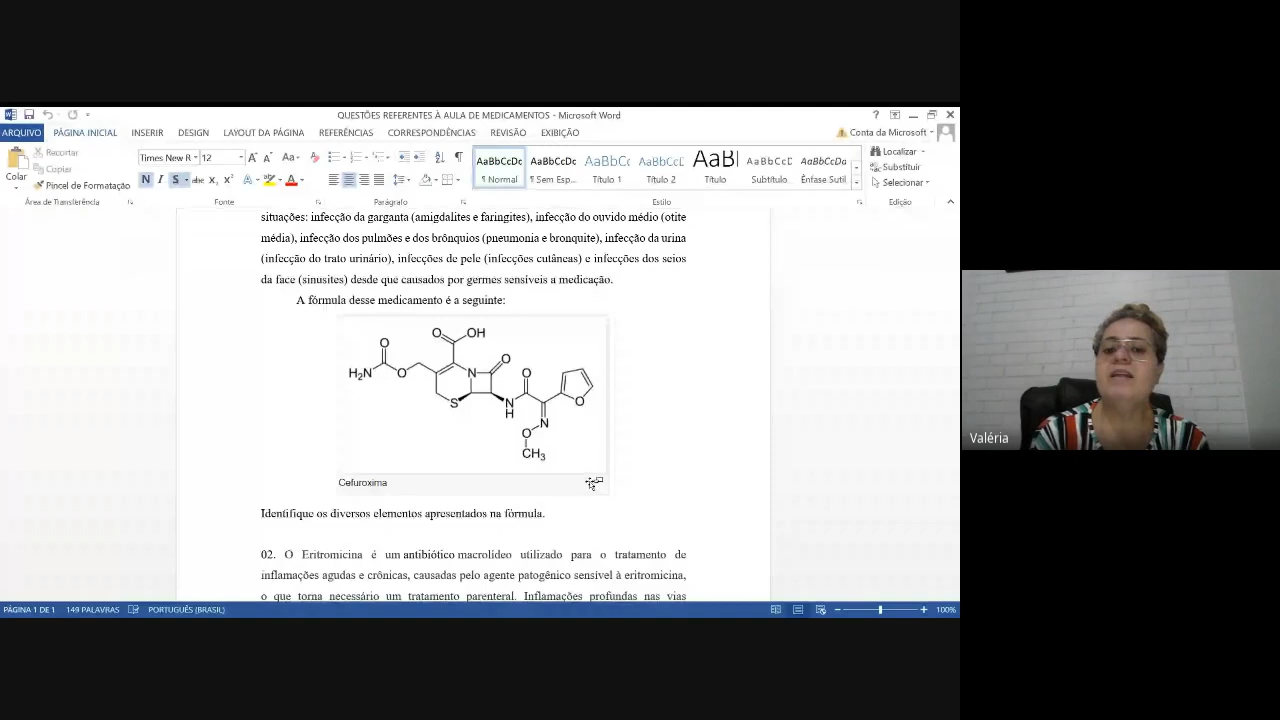 QUESTÕES REFERENTES À AULA DE MEDICAMENTOS - Microsoft Word
ARQUIVO PÁGINA INICIAL INSERIR DESIGN LAYOUT DA PÁGINA REFERÊNCIAS CORRESPONDÊNCIAS REVISÃO EXIBIÇÃO Conta da Microsoft
Colar
Recortar
Copiar
Pincel de Formatação
Times New R 12
N I S abc X₂ X²
AaBbCcDc AaBbCcDc AaBbCc AaBbCcE AaB AaBbCcD AaBbCcDa
¶ Normal ¶ Sem Esp... Título 1 Título 2 Título Subtítulo Ênfase Sutil
Localizar
Substituir
Selecionar
Área de Transferência Fonte Parágrafo Estilo Edição
situações: infecção da garganta (amigdalites e faringites), infecção do ouvido médio (otite
média), infecção dos pulmões e dos brônquios (pneumonia e bronquite), infecção da urina
(infecção do trato urinário), infecções de pele (infecções cutâneas) e infecções dos seios
da face (sinusites) desde que causados por germes sensíveis a medicação.
A fórmula desse medicamento é a seguinte:
O OH
O O
H₂N O N O
S N H N O
O
CH₃
Cefuroxima
Identifique os diversos elementos apresentados na fórmula.
02. O Eritromicina é um antibiótico macrolídeo utilizado para o tratamento de
inflamações agudas e crônicas, causadas pelo agente patogênico sensível à eritromicina,
o que torna necessário um tratamento parenteral. Inflamações profundas nas vias
PÁGINA 1 DE 1 149 PALAVRAS PORTUGUÊS (BRASIL) 100%
Valéria